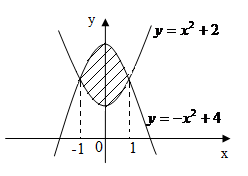 y
y = x² + 2
y = −x² + 4
-1 0 1
x